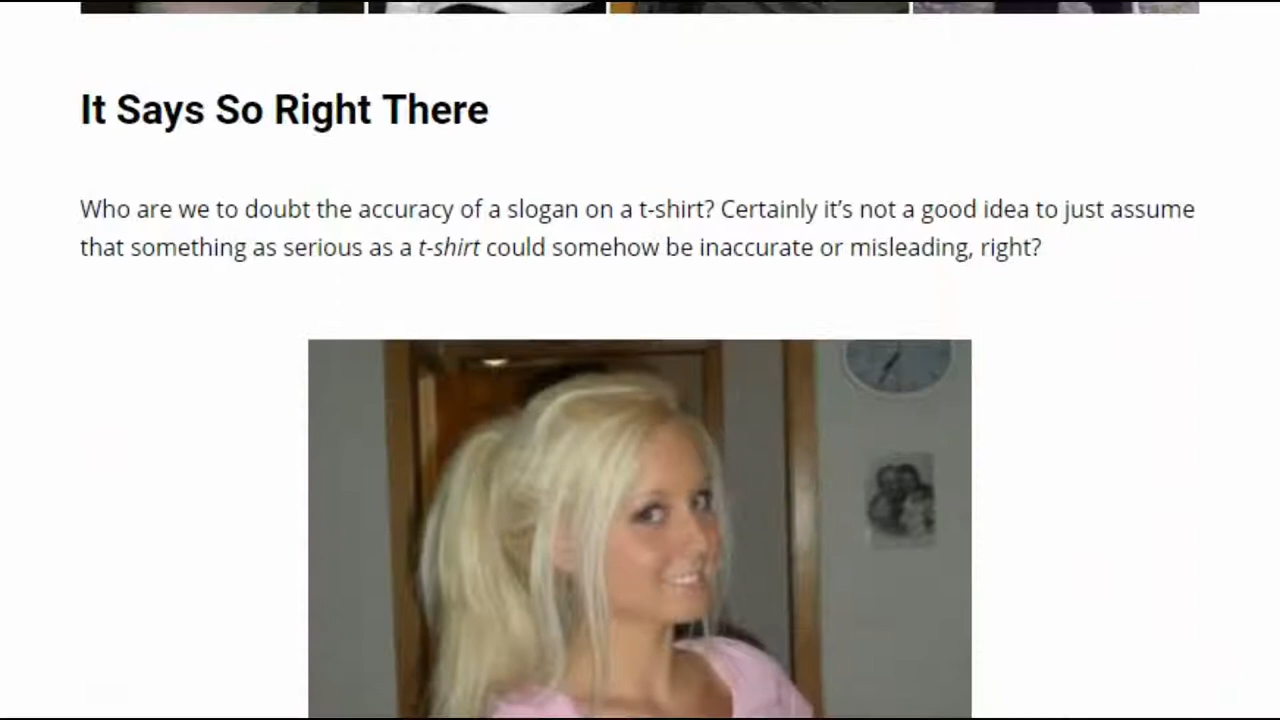 It Says So Right There
Who are we to doubt the accuracy of a slogan on a t-shirt? Certainly it’s not a good idea to just assume
that something as serious as a t-shirt could somehow be inaccurate or misleading, right?